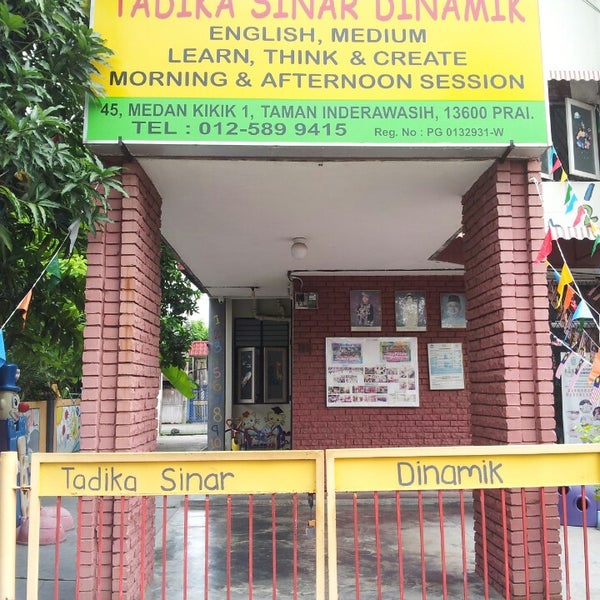 TADIKA SINAR DINAMIK
ENGLISH, MEDIUM
LEARN, THINK & CREATE
MORNING & AFTERNOON SESSION
45, MEDAN KIKIK 1, TAMAN INDERAWASIH, 13600 PRAI.
TEL : 012-589 9415 Reg. No : PG 0132931-W
Tadika Sinar Dinamik